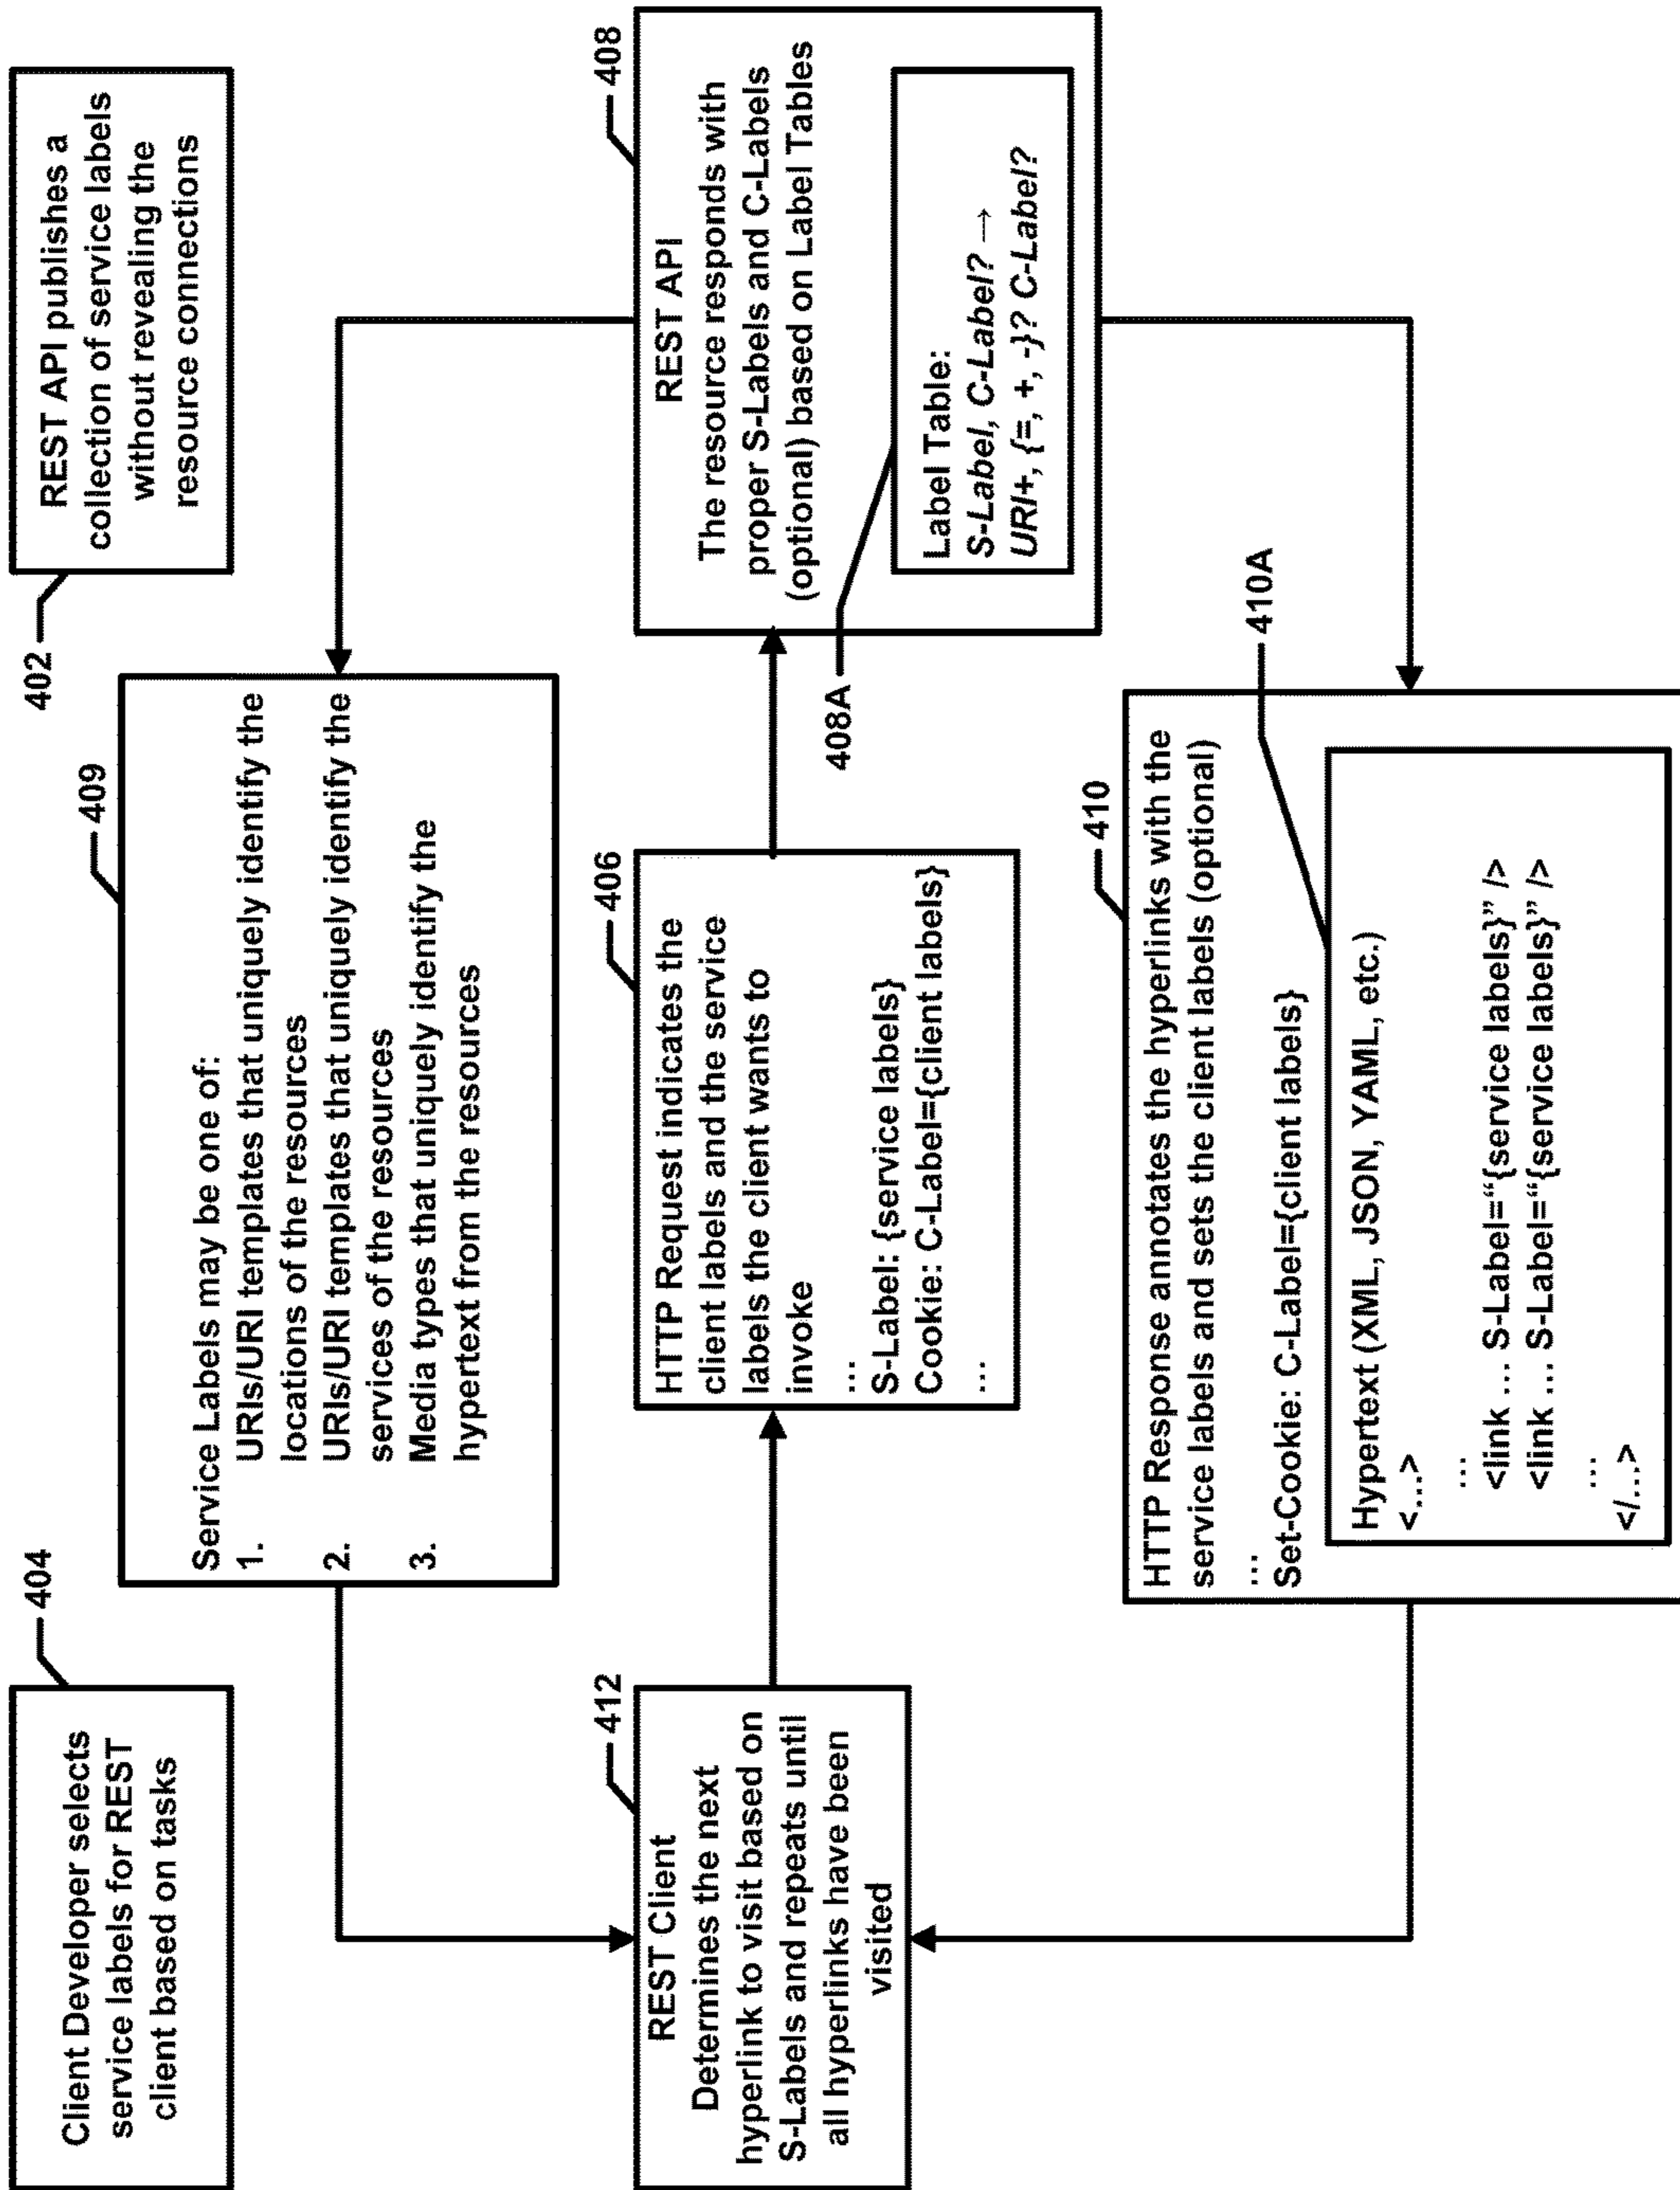 404
Client Developer selects
service labels for REST
client based on tasks
402
REST API publishes a
collection of service labels
without revealing the
resource connections
409
Service Labels may be one of:
1. URIs/URI templates that uniquely identify the
locations of the resources
2. URIs/URI templates that uniquely identify the
services of the resources
3. Media types that uniquely identify the
hypertext from the resources
412
REST Client
Determines the next
hyperlink to visit based on
S-Labels and repeats until
all hyperlinks have been
visited
406
HTTP Request indicates the
client labels and the service
labels the client wants to
invoke
...
S-Label: {service labels}
Cookie: C-Label={client labels}
...
408
REST API
The resource responds with
proper S-Labels and C-Labels
(optional) based on Label Tables
408A
Label Table:
S-Label, C-Label? →
URI+, {=, +, -}? C-Label?
410
HTTP Response annotates the hyperlinks with the
service labels and sets the client labels (optional)
...
Set-Cookie: C-Label={client labels}
410A
Hypertext (XML, JSON, YAML, etc.)
<...>
...
<link ... S-Label=“{service labels}” />
<link ... S-Label=“{service labels}” />
...
</...>